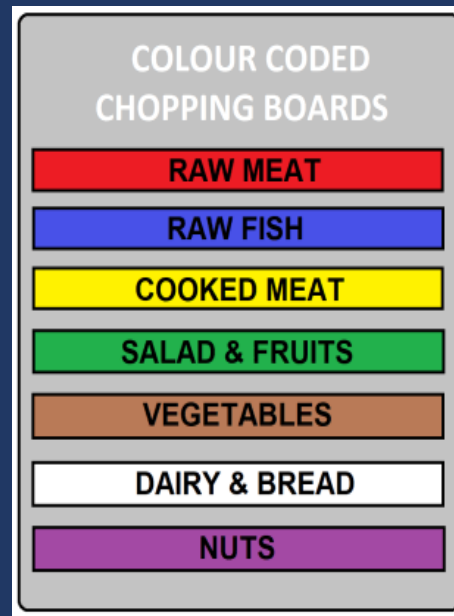 COLOUR CODED
CHOPPING BOARDS
RAW MEAT
RAW FISH
COOKED MEAT
SALAD & FRUITS
VEGETABLES
DAIRY & BREAD
NUTS